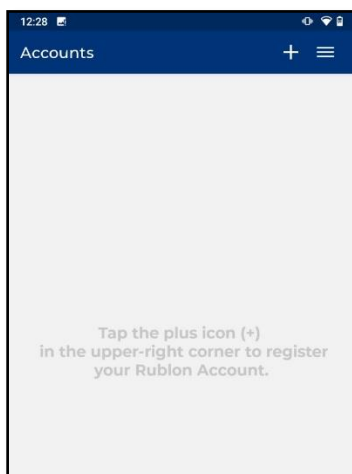 12:28
Accounts
Tap the plus icon (+)
in the upper-right corner to register
your Rublon Account.